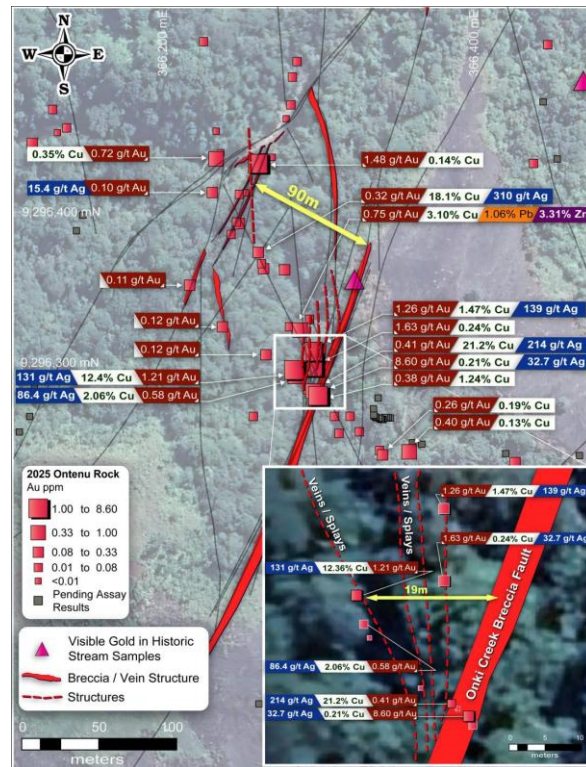 N
W E
S
366,200 mE
366,400 mE
0.35% Cu 0.72 g/t Au
1.48 g/t Au 0.14% Cu
15.4 g/t Ag 0.10 g/t Au
0.32 g/t Au 18.1% Cu 310 g/t Ag
0.75 g/t Au 3.10% Cu 1.06% Pb 3.31% Zn
9,296,400 mN
90m
0.11 g/t Au
0.12 g/t Au
0.12 g/t Au
1.26 g/t Au 1.47% Cu 139 g/t Ag
1.63 g/t Au 0.24% Cu
0.41 g/t Au 21.2% Cu 214 g/t Ag
8.60 g/t Au 0.21% Cu 32.7 g/t Ag
0.38 g/t Au 1.24% Cu
9,296,300 mN
131 g/t Ag 12.4% Cu 1.21 g/t Au
86.4 g/t Ag 2.06% Cu 0.58 g/t Au
0.26 g/t Au 0.19% Cu
0.40 g/t Au 0.13% Cu
2025 Ontenu Rock
Au ppm
1.00 to 8.60
0.33 to 1.00
0.08 to 0.33
0.01 to 0.08
<0.01
Pending Assay
Results
Visible Gold in Historic
Stream Samples
Breccia / Vein Structure
Structures
0 50 100
meters
Veins / Splays
Veins / Splays
1.26 g/t Au 1.47% Cu 139 g/t Ag
1.63 g/t Au 0.24% Cu 32.7 g/t Ag
131 g/t Ag 12.36% Cu 1.21 g/t Au
19m
Onki Creek Breccia Fault
86.4 g/t Ag 2.06% Cu 0.58 g/t Au
214 g/t Ag 21.2% Cu 0.41 g/t Au
32.7 g/t Ag 0.21% Cu 8.60 g/t Au
0 5 10
meters